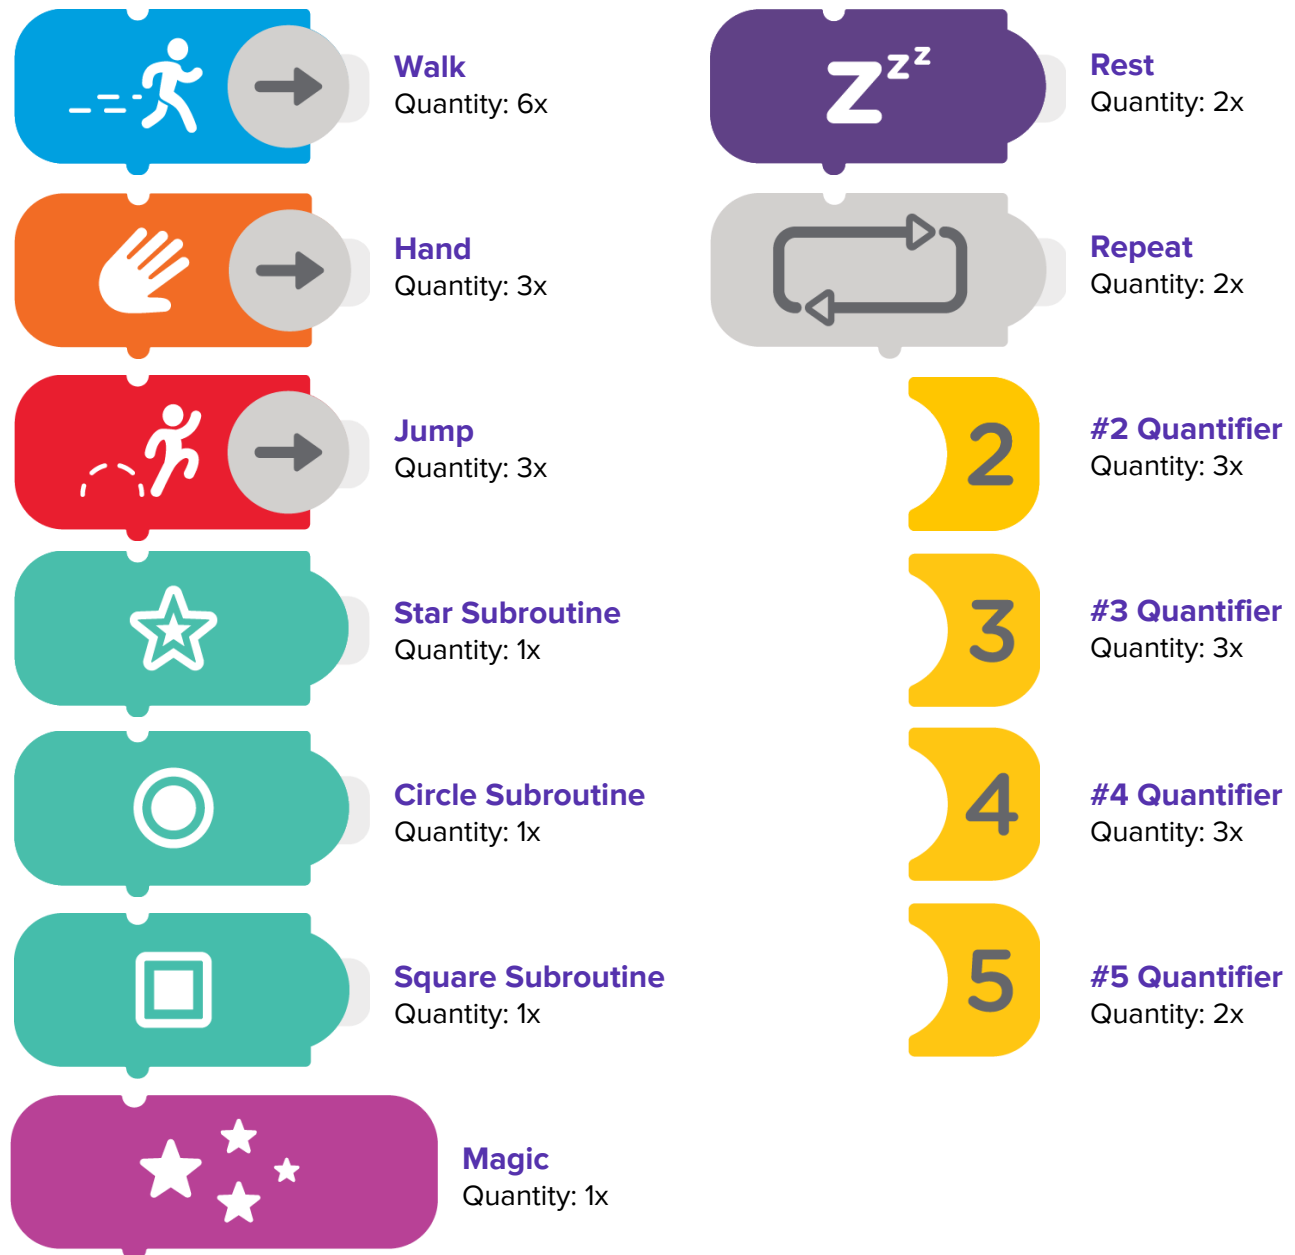 Walk
Quantity: 6x
Hand
Quantity: 3x
Jump
Quantity: 3x
Star Subroutine
Quantity: 1x
Circle Subroutine
Quantity: 1x
Square Subroutine
Quantity: 1x
Magic
Quantity: 1x
Zzz
Rest
Quantity: 2x
Repeat
Quantity: 2x
2
#2 Quantifier
Quantity: 3x
3
#3 Quantifier
Quantity: 3x
4
#4 Quantifier
Quantity: 3x
5
#5 Quantifier
Quantity: 2x